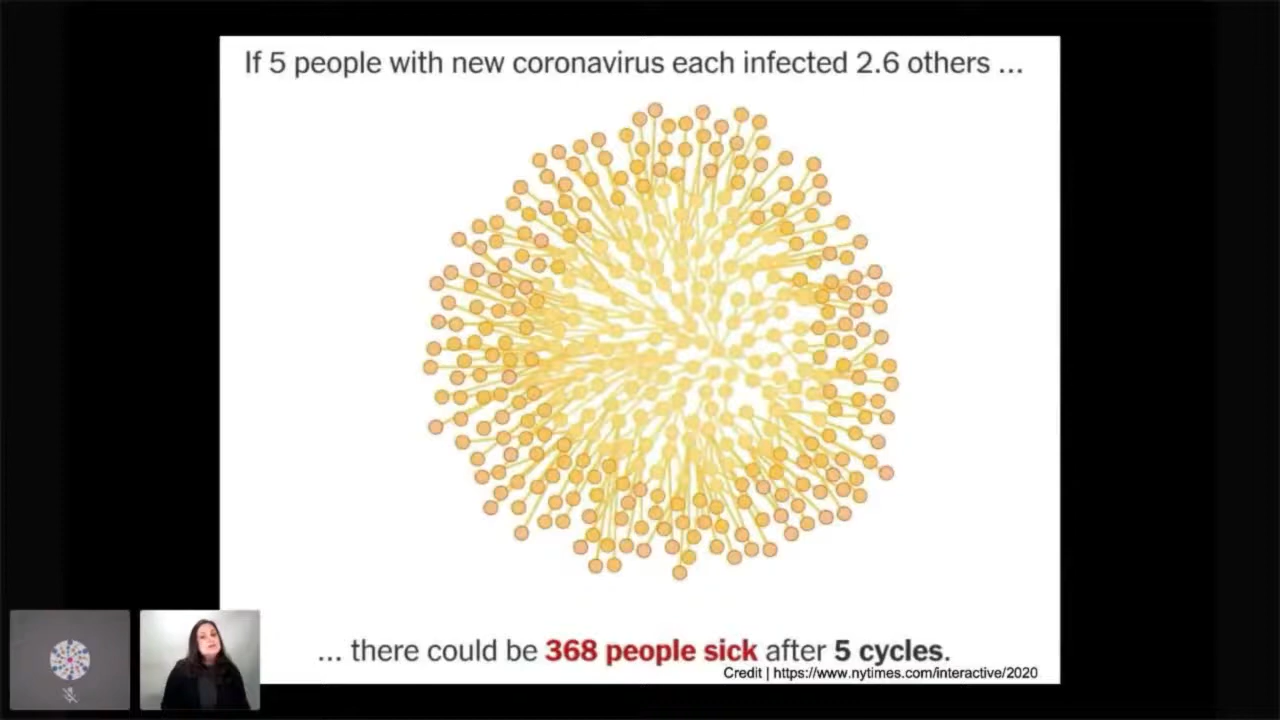 If 5 people with new coronavirus each infected 2.6 others ...
... there could be 368 people sick after 5 cycles.
Credit | https://www.nytimes.com/interactive/2020